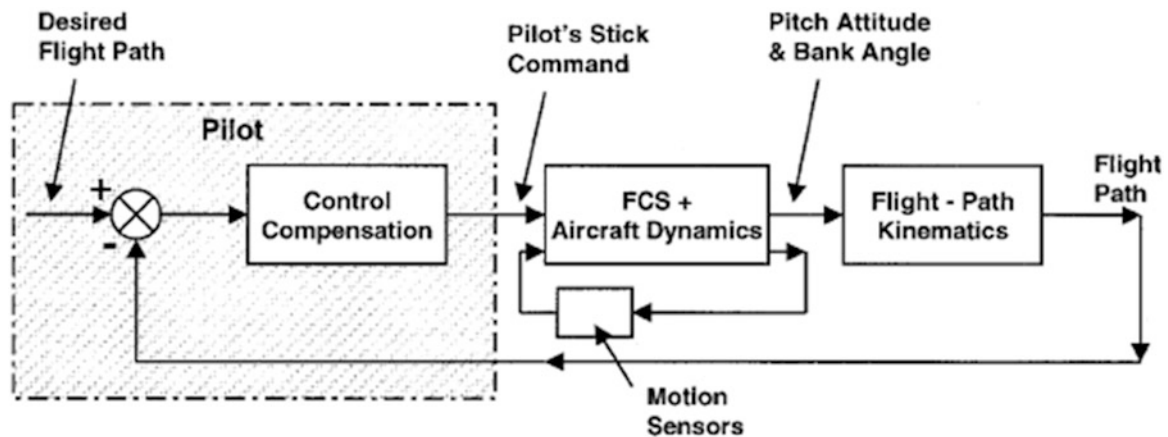 Desired
Flight Path
Pilot's Stick
Command
Pitch Attitude
& Bank Angle
Pilot
+
-
Control
Compensation
FCS +
Aircraft Dynamics
Flight - Path
Kinematics
Flight
Path
Motion
Sensors